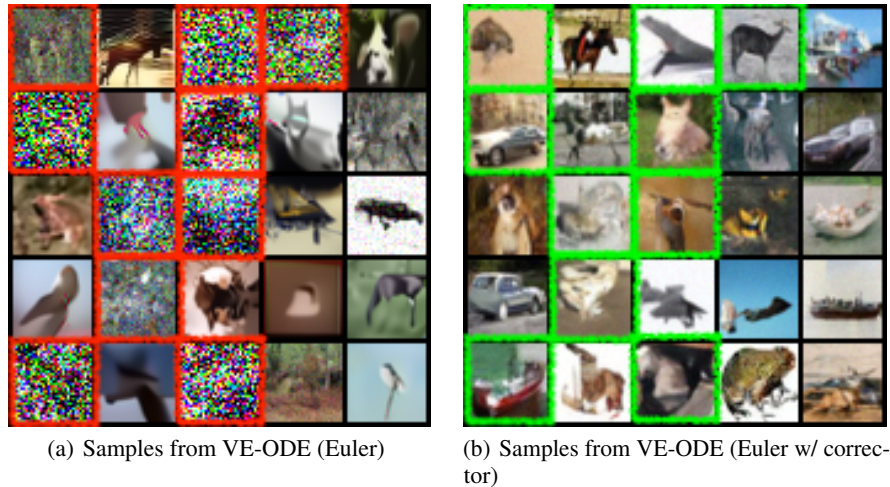 (a) Samples from VE-ODE (Euler)
(b) Samples from VE-ODE (Euler w/ correc-
tor)